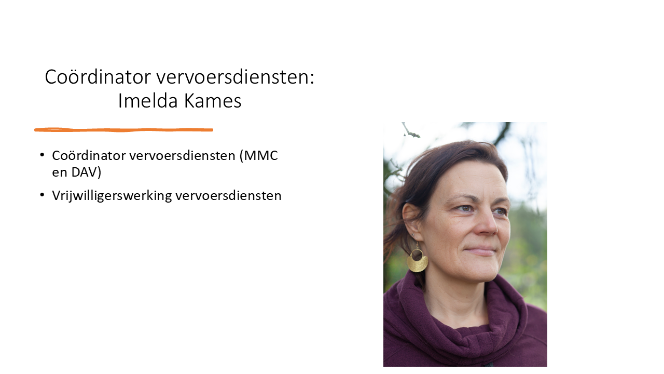 Coördinator vervoersdiensten:
Imelda Kames
• Coördinator vervoersdiensten (MMC
en DAV)
• Vrijwilligerswerking vervoersdiensten